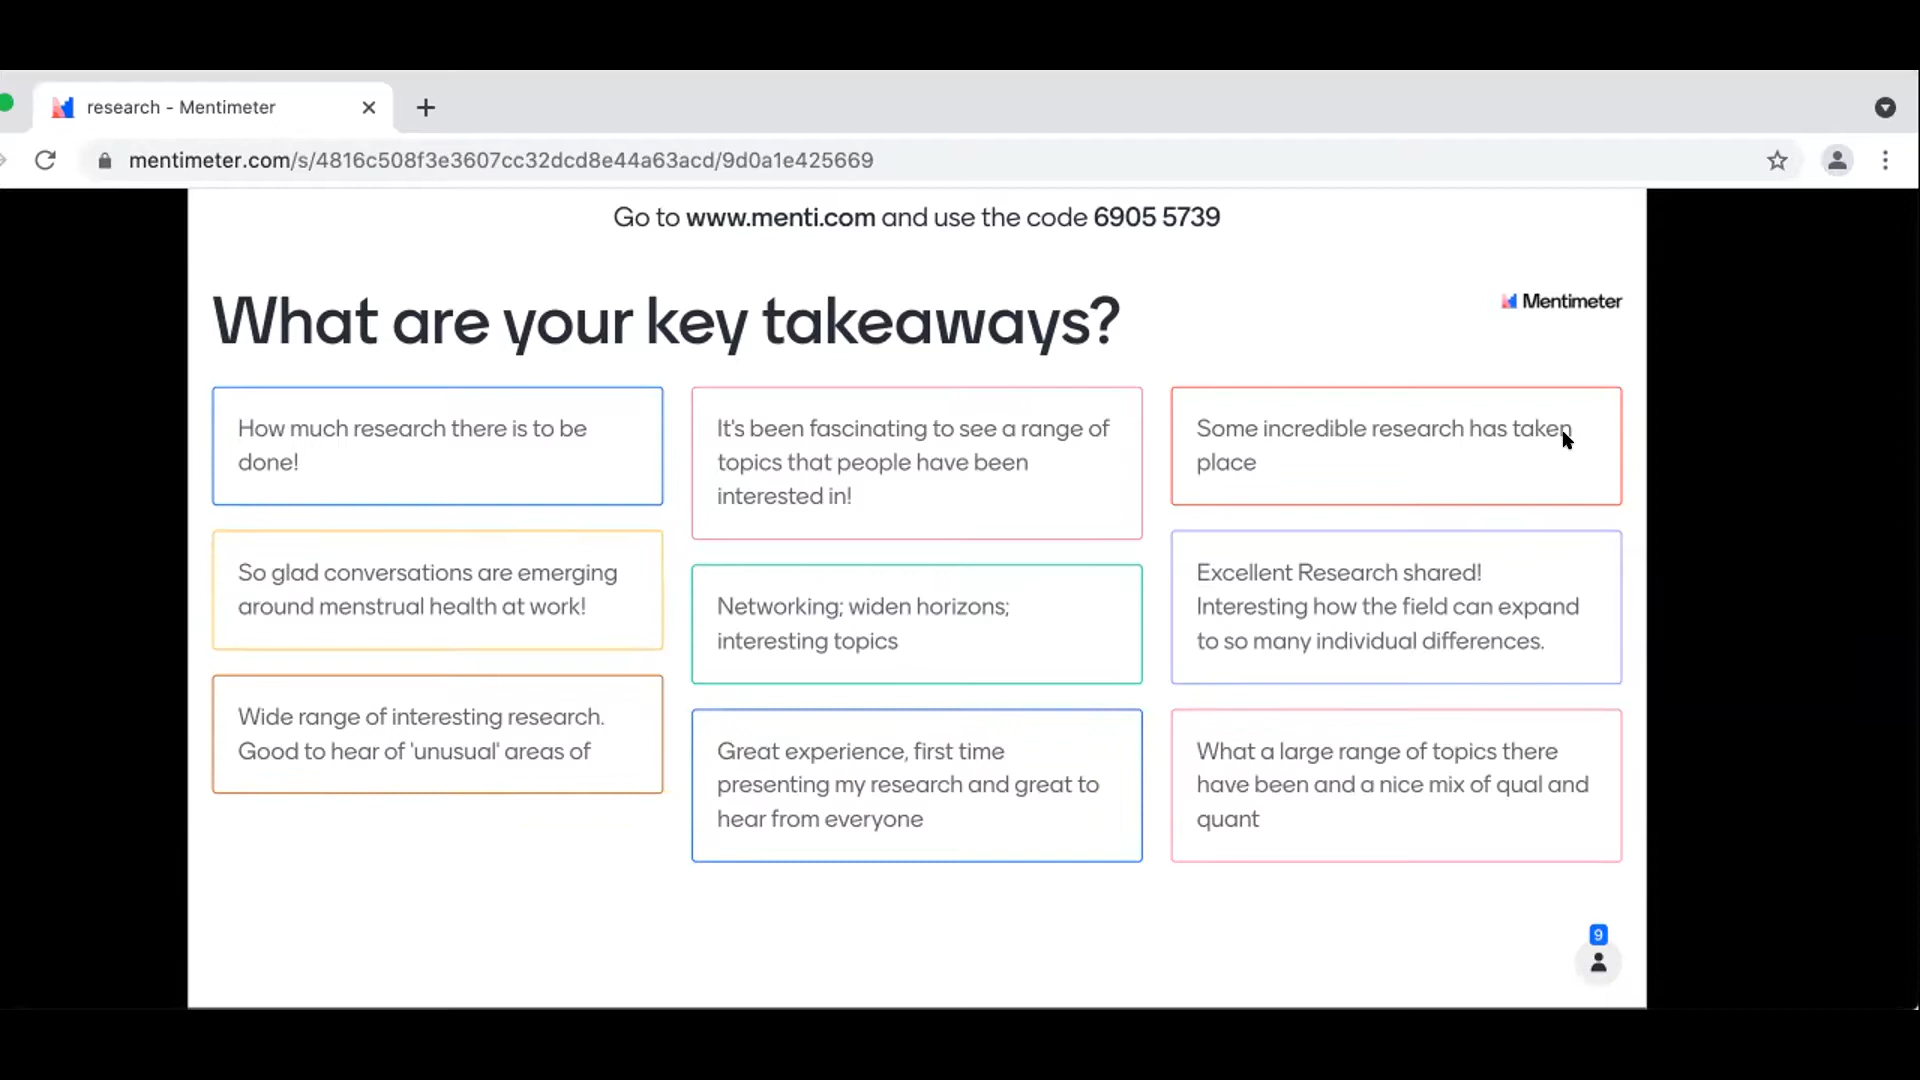 research - Mentimeter
mentimeter.com/s/4816c508f3e3607cc32dcd8e44a63acd/9d0a1e425669
Go to www.menti.com and use the code 6905 5739
What are your key takeaways?
Mentimeter
How much research there is to be
done!
So glad conversations are emerging
around menstrual health at work!
Wide range of interesting research.
Good to hear of 'unusual' areas of
It's been fascinating to see a range of
topics that people have been
interested in!
Networking; widen horizons;
interesting topics
Great experience, first time
presenting my research and great to
hear from everyone
Some incredible research has taken
place
Excellent Research shared!
Interesting how the field can expand
to so many individual differences.
What a large range of topics there
have been and a nice mix of qual and
quant
9